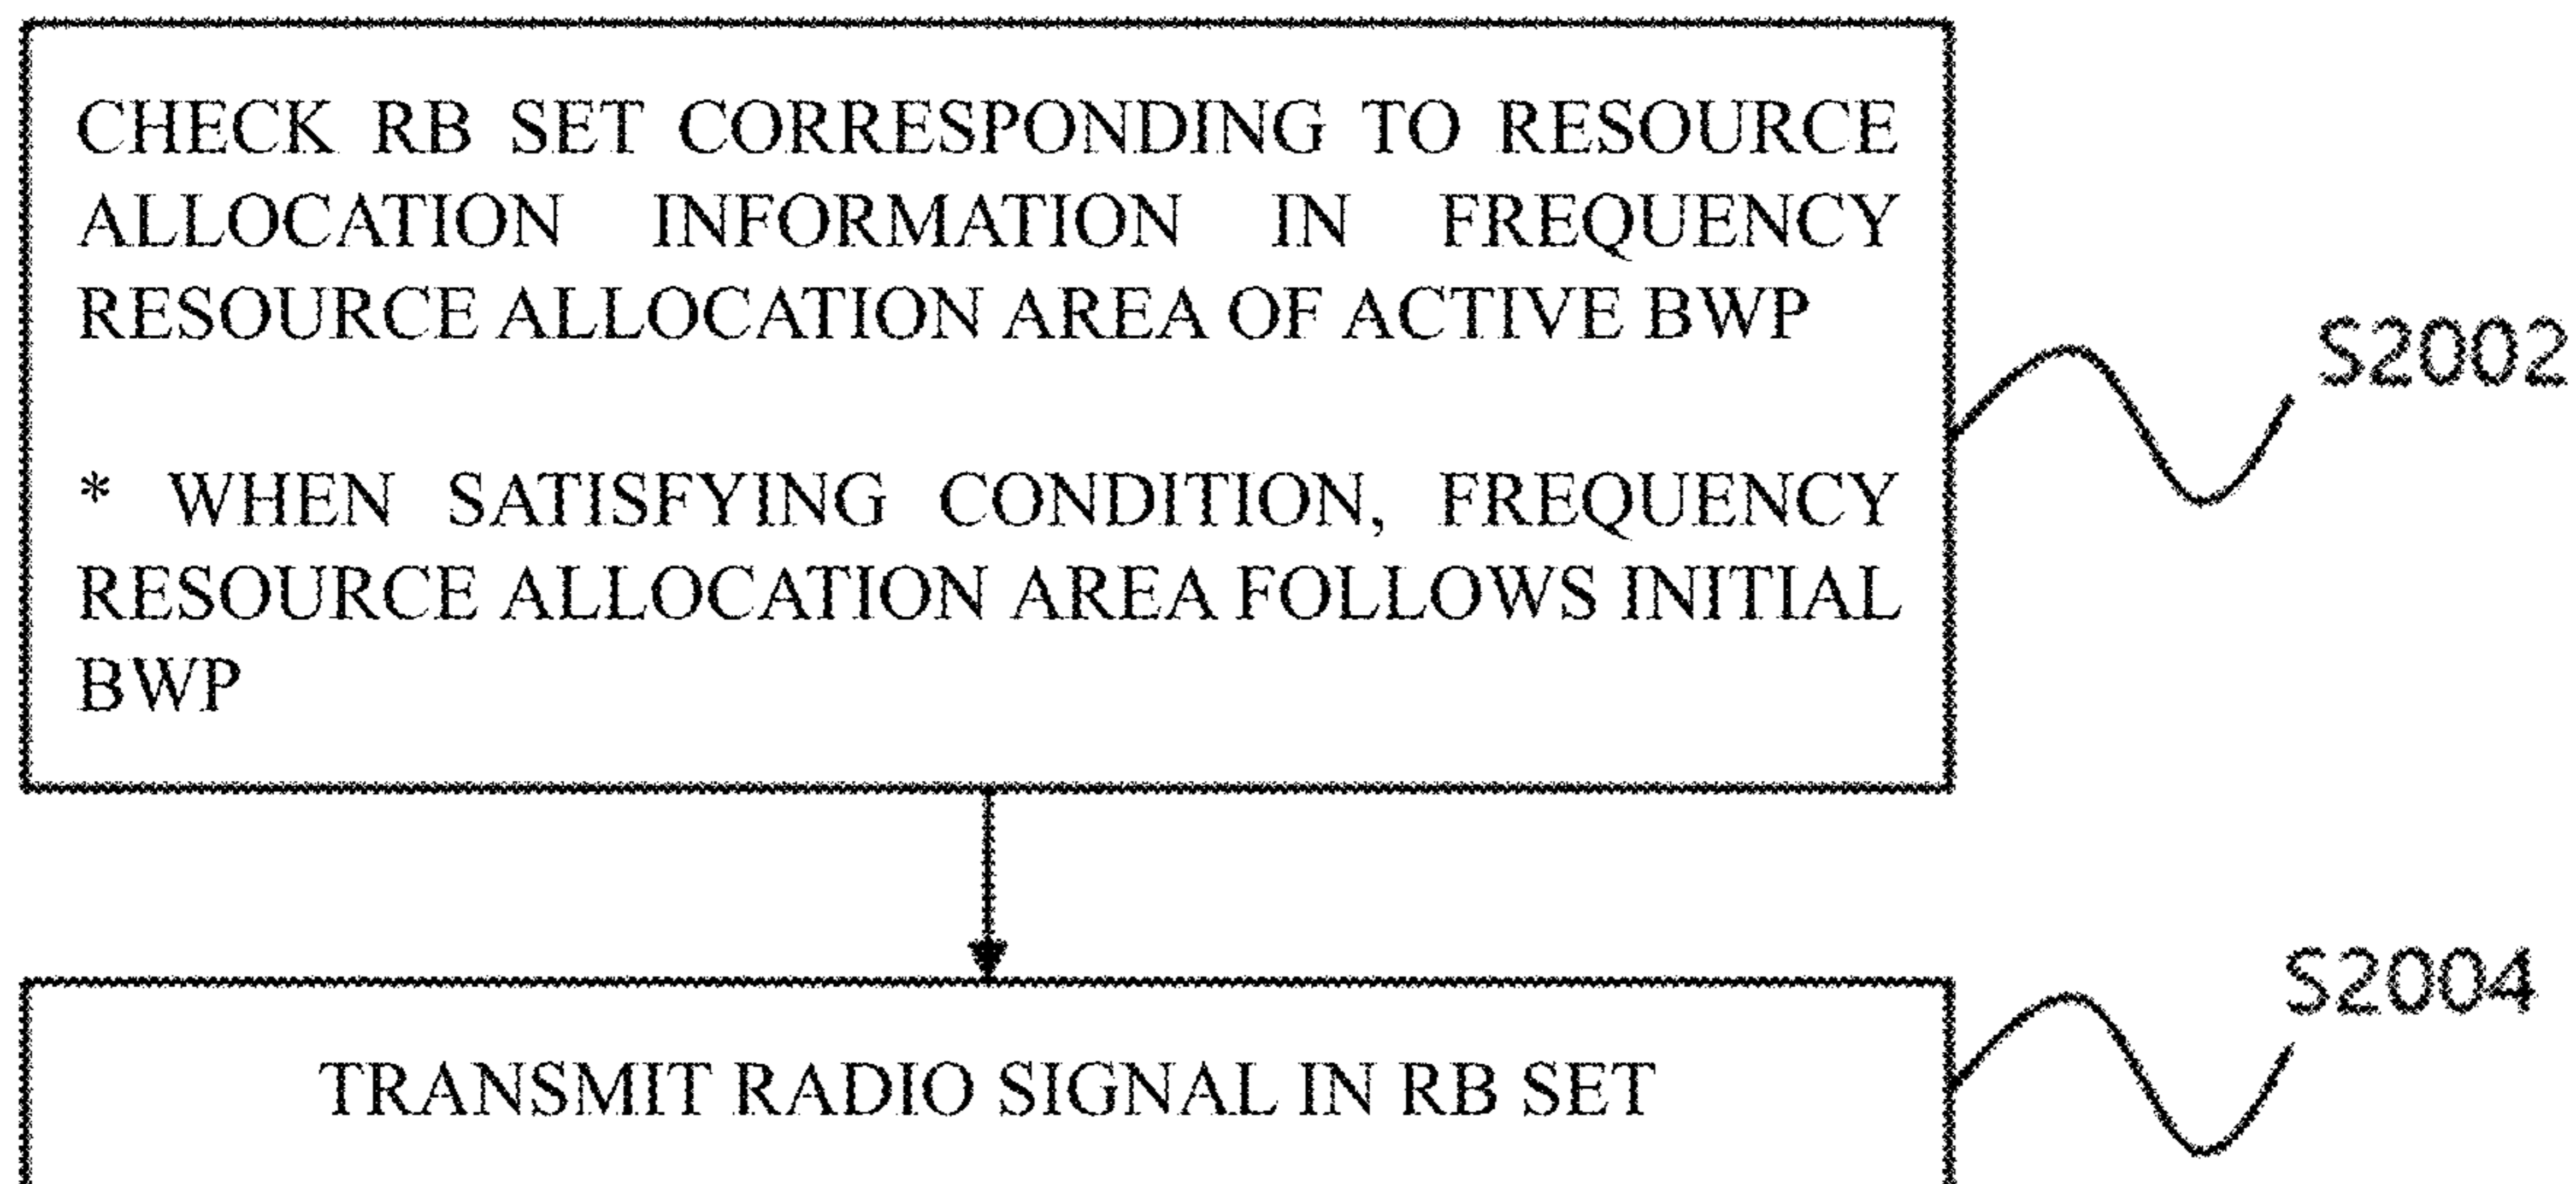 CHECK RB SET CORRESPONDING TO RESOURCE
ALLOCATION INFORMATION IN FREQUENCY
RESOURCE ALLOCATION AREA OF ACTIVE BWP
S2002
* WHEN SATISFYING CONDITION, FREQUENCY
RESOURCE ALLOCATION AREA FOLLOWS INITIAL
BWP
S2004
TRANSMIT RADIO SIGNAL IN RB SET